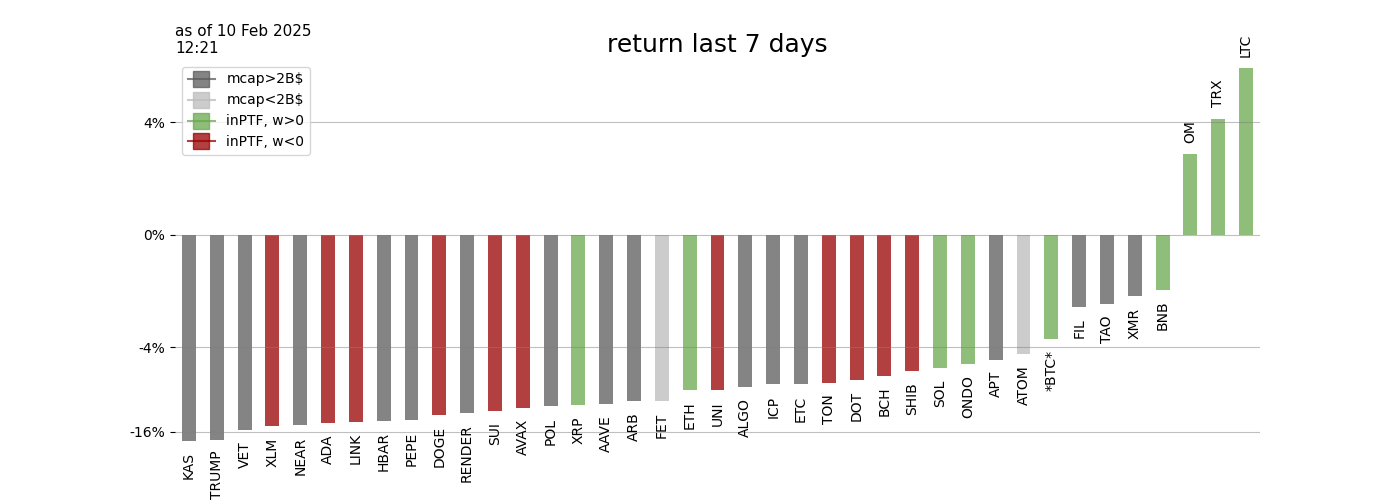 as of 10 Feb 2025
12:21
return last 7 days
mcap>2B$
mcap<2B$
inPTF, w>0
inPTF, w<0
4%
0%
-4%
-16%
KAS
TRUMP
VET
XLM
NEAR
ADA
LINK
HBAR
PEPE
DOGE
RENDER
SUI
AVAX
POL
XRP
AAVE
ARB
FET
ETH
UNI
ALGO
ICP
ETC
TON
DOT
BCH
SHIB
SOL
ONDO
APT
ATOM
*BTC*
FIL
TAO
XMR
BNB
OM
TRX
LTC